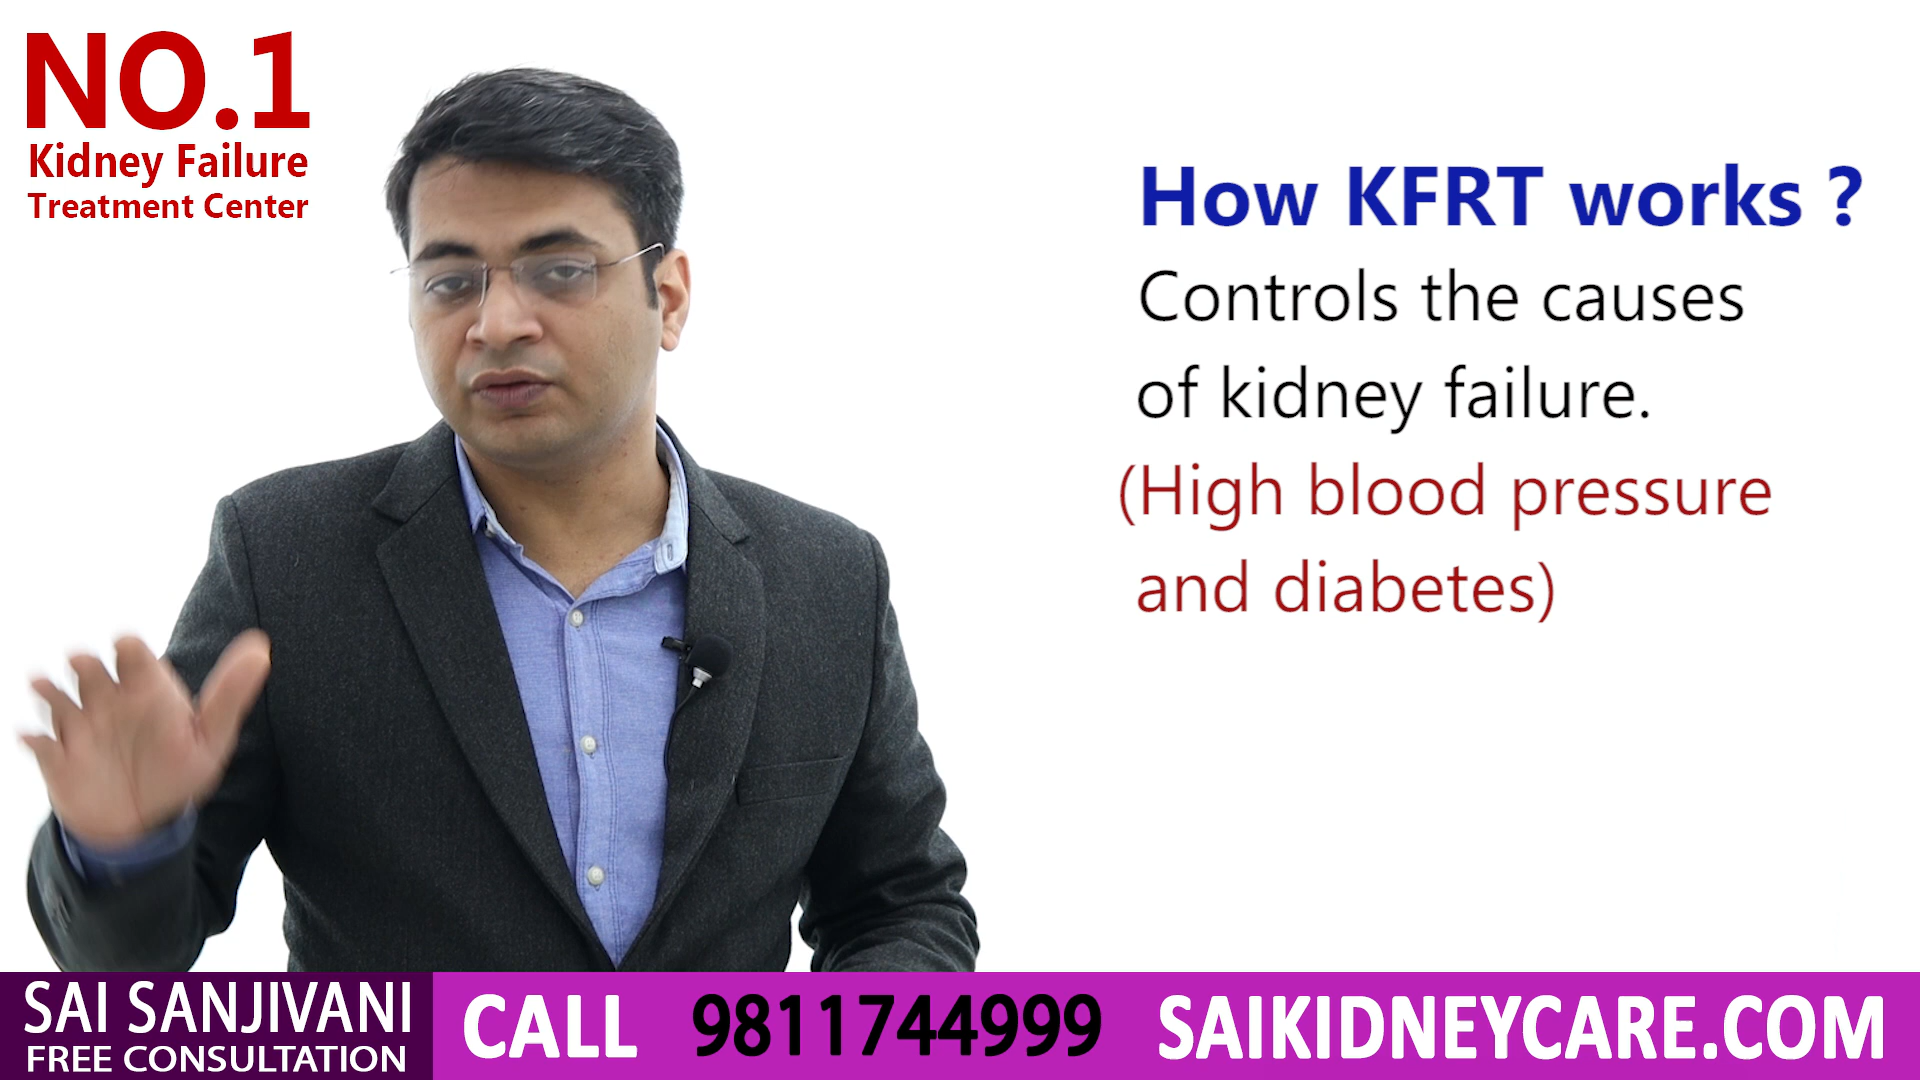 NO.1
Kidney Failure
Treatment Center
How KFRT works ?
Controls the causes
of kidney failure.
(High blood pressure
and diabetes)
SAI SANJIVANI
FREE CONSULTATION
CALL 9811744999 SAIKIDNEYCARE.COM